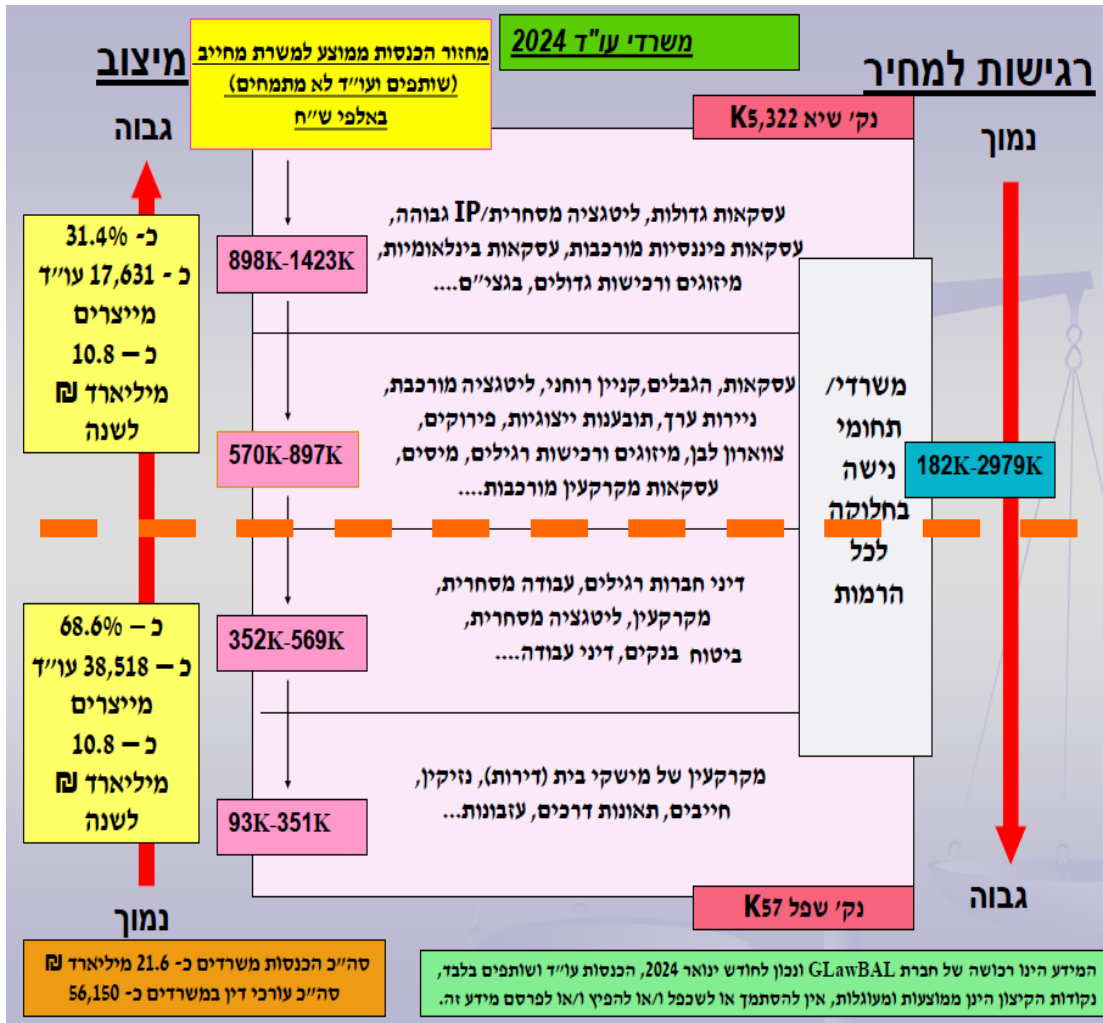 משרדי עו"ד 2024
רגישות למחיר
נמוך
גבוה
מיצוב
גבוה
נמוך
מחזור הכנסות ממוצע למשרת מחייב
(שותפים ועו״ד לא מתמחים)
באלפי ש״ח
נק׳ שיא 5,322K
עסקאות גדולות, ליטגציה מסחרית/IP גבוהה,
עסקאות פיננסיות מורכבות, עסקאות בינלאומיות,
מיזוגים ורכישות גדולים, בגצי״ם....
898K-1423K
עסקאות, הגבלים,קניין רוחני, ליטגציה מורכבת,
ניירות ערך, תובענות ייצוגיות, פירוקים,
צווארון לבן, מיזוגים ורכישות רגילים, מיסים,
עסקאות מקרקעין מורכבות....
570K-897K
דיני חברות רגילים, עבודה מסחרית,
מקרקעין, ליטגציה מסחרית,
ביטוח בנקים, דיני עבודה....
352K-569K
מקרקעין של מישקי בית (דירות), נזיקין,
חייבים, תאונות דרכים, עזבונות...
93K-351K
נק׳ שפל 57K
משרדי/
תחומי
נישה
בחלוקה
לכל
הרמות
182K-2979K
כ- 31.4%
כ - 17,631 עו״ד
מייצרים
כ – 10.8
מיליארד ₪
לשנה
כ – 68.6%
כ – 38,518 עו״ד
מייצרים
כ – 10.8
מיליארד ₪
לשנה
סה״כ הכנסות משרדים כ- 21.6 מיליארד ₪
סה״כ עורכי דין במשרדים כ- 56,150
המידע הינו רכושה של חברת GLawBAL ונכון לחודש ינואר 2024, הכנסות עו״ד ושותפים בלבד,
נקודות הקיצון הינן ממוצעות ומעוגלות, אין להסתמך או לשכפל ו/או להפיץ ו/או לפרסם מידע זה.